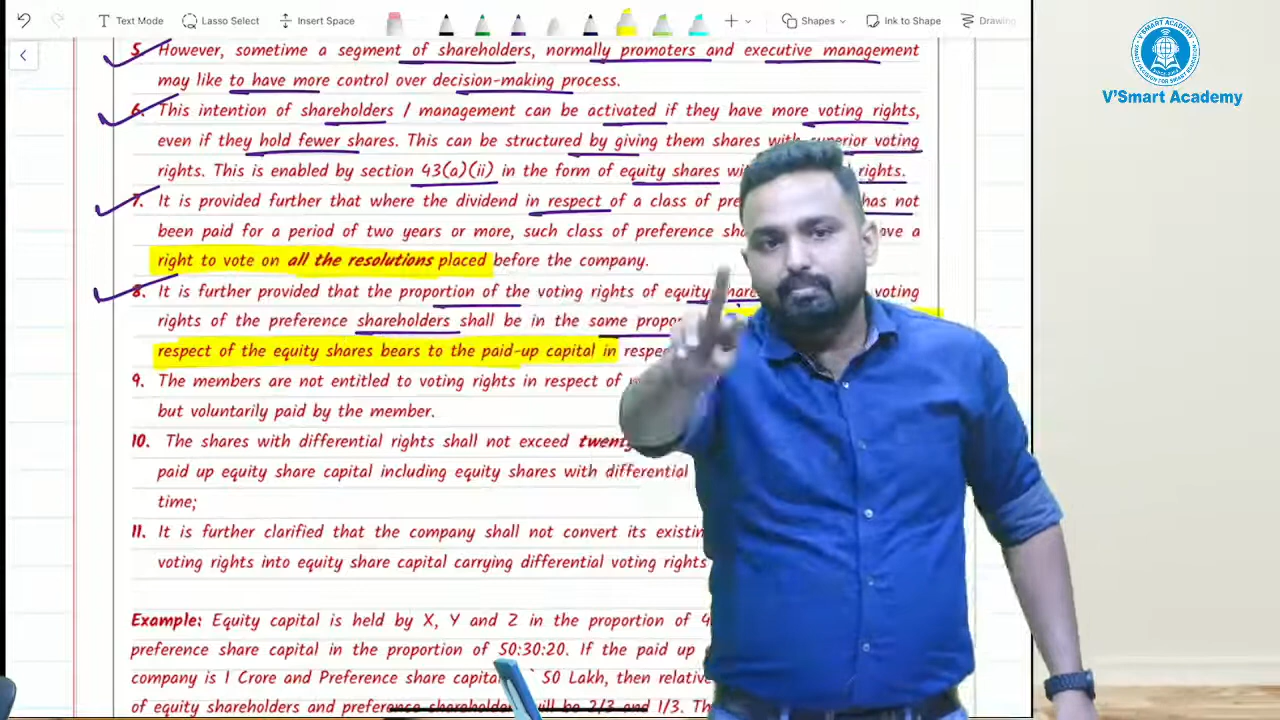 Text Mode Lasso Select Insert Space Shapes Ink to Shape Drawing
5. However, sometime a segment of shareholders, normally promoters and executive management
may like to have more control over decision-making process.
6. This intention of shareholders / management can be activated if they have more voting rights,
even if they hold fewer shares. This can be structured by giving them shares with superior voting
rights. This is enabled by section 43(a)(ii) in the form of equity shares rights.
7. It is provided further that where the dividend in respect of a class of has not
been paid for a period of two years or more, such class of preference
right to vote on all the resolutions placed before the company.
8. It is further provided that the proportion of the voting rights of equity voting
rights of the preference shareholders shall be in the same
respect of the equity shares bears to the paid-up capital in
9. The members are not entitled to voting rights in respect of
but voluntarily paid by the member.
10. The shares with differential rights shall not exceed
paid up equity share capital including equity shares with differential
time;
11. It is further clarified that the company shall not convert its
voting rights into equity share capital carrying differential voting rights
Example: Equity capital is held by X, Y and Z in the proportion of
preference share capital in the proportion of 50:30:20. If the paid up
company is 1 Crore and Preference share capital ` 50 Lakh, then
of equity shareholders and preference shareholders will be 2/3 and 1/3.
V'Smart Academy